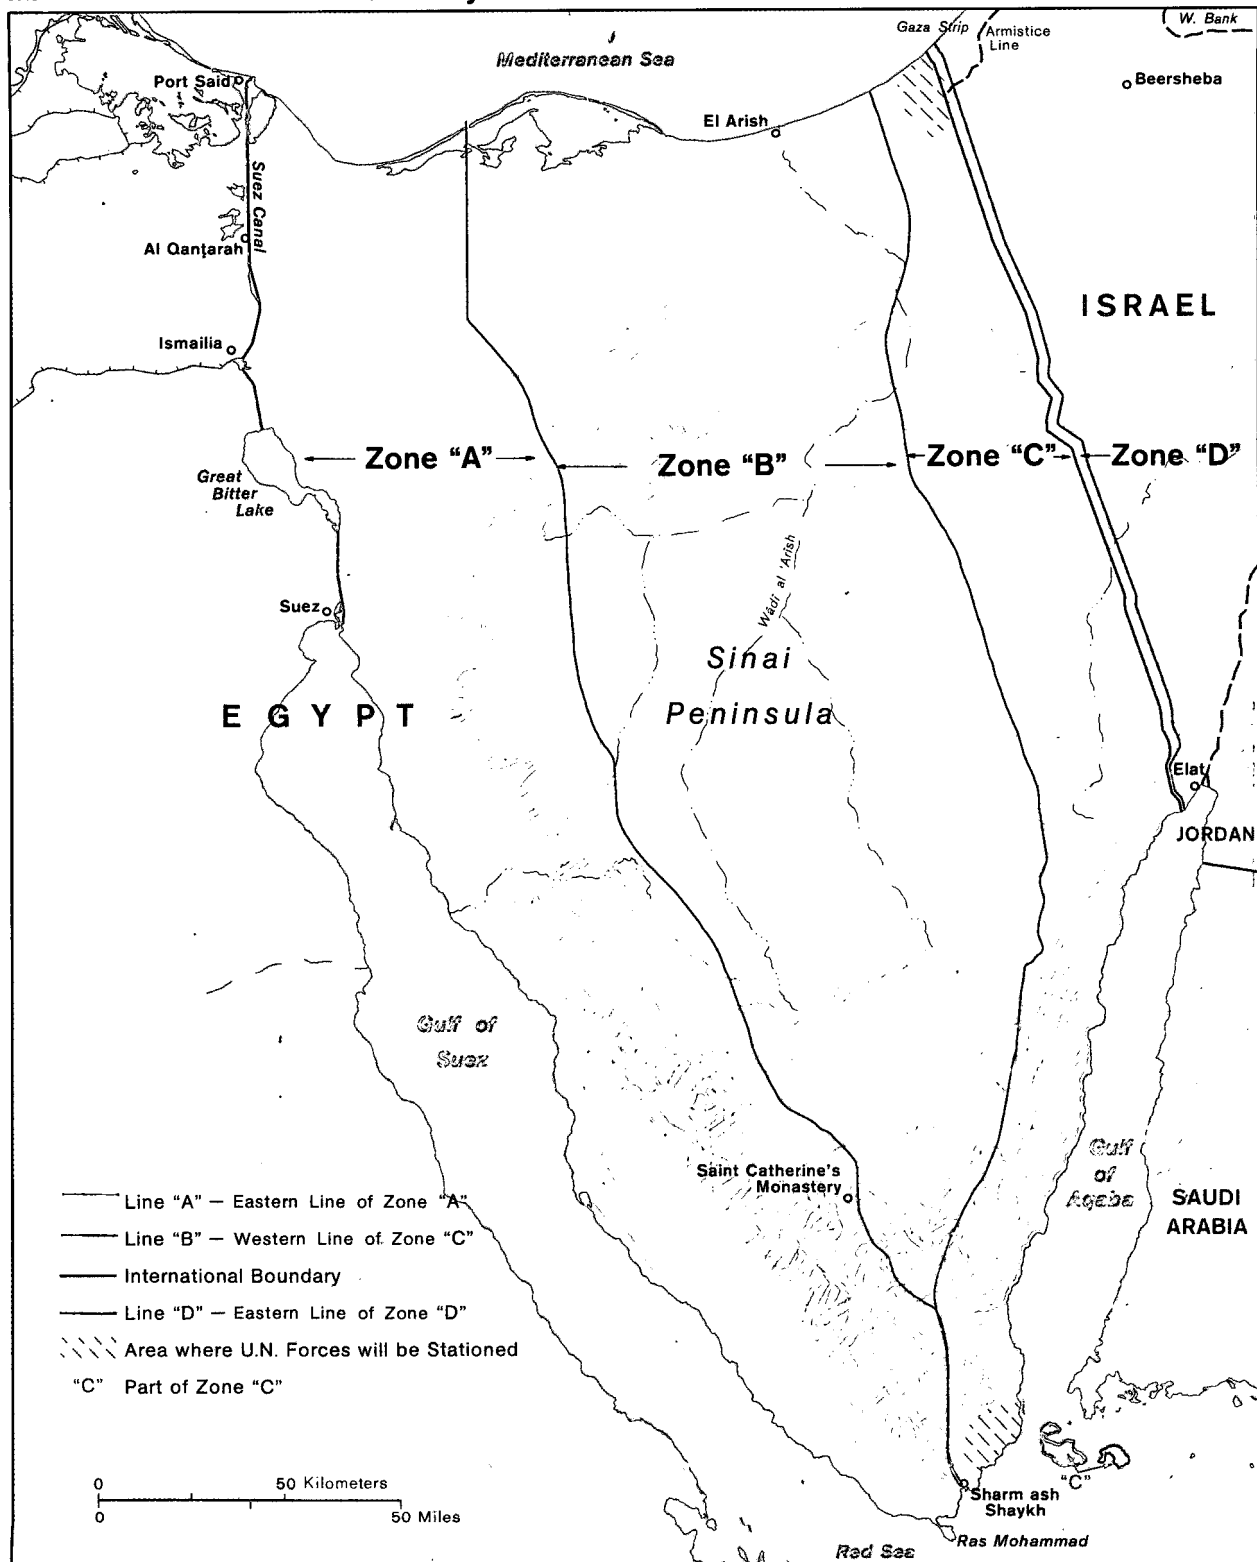 Mediterranean Sea
Gaza Strip
Armistice
Line
W. Bank
Port Said
Beersheba
El Arish
Suez Canal
Al Qanţarah
ISRAEL
Ismailia
Zone "A"
Zone "B"
Zone "C"
Zone "D"
Great
Bitter
Lake
Wādī al 'Arish
Suez
Sinai
Peninsula
EGYPT
Elat
JORDAN
Gulf of
Suez
Saint Catherine's
Monastery
Gulf
of
Aqaba
SAUDI
ARABIA
Line "A" — Eastern Line of Zone "A"
Line "B" — Western Line of Zone "C"
International Boundary
Line "D" — Eastern Line of Zone "D"
Area where U.N. Forces will be Stationed
"C" Part of Zone "C"
0 50 Kilometers
0 50 Miles
"C"
Sharm ash
Shaykh
Ras Mohammad
Red Sea